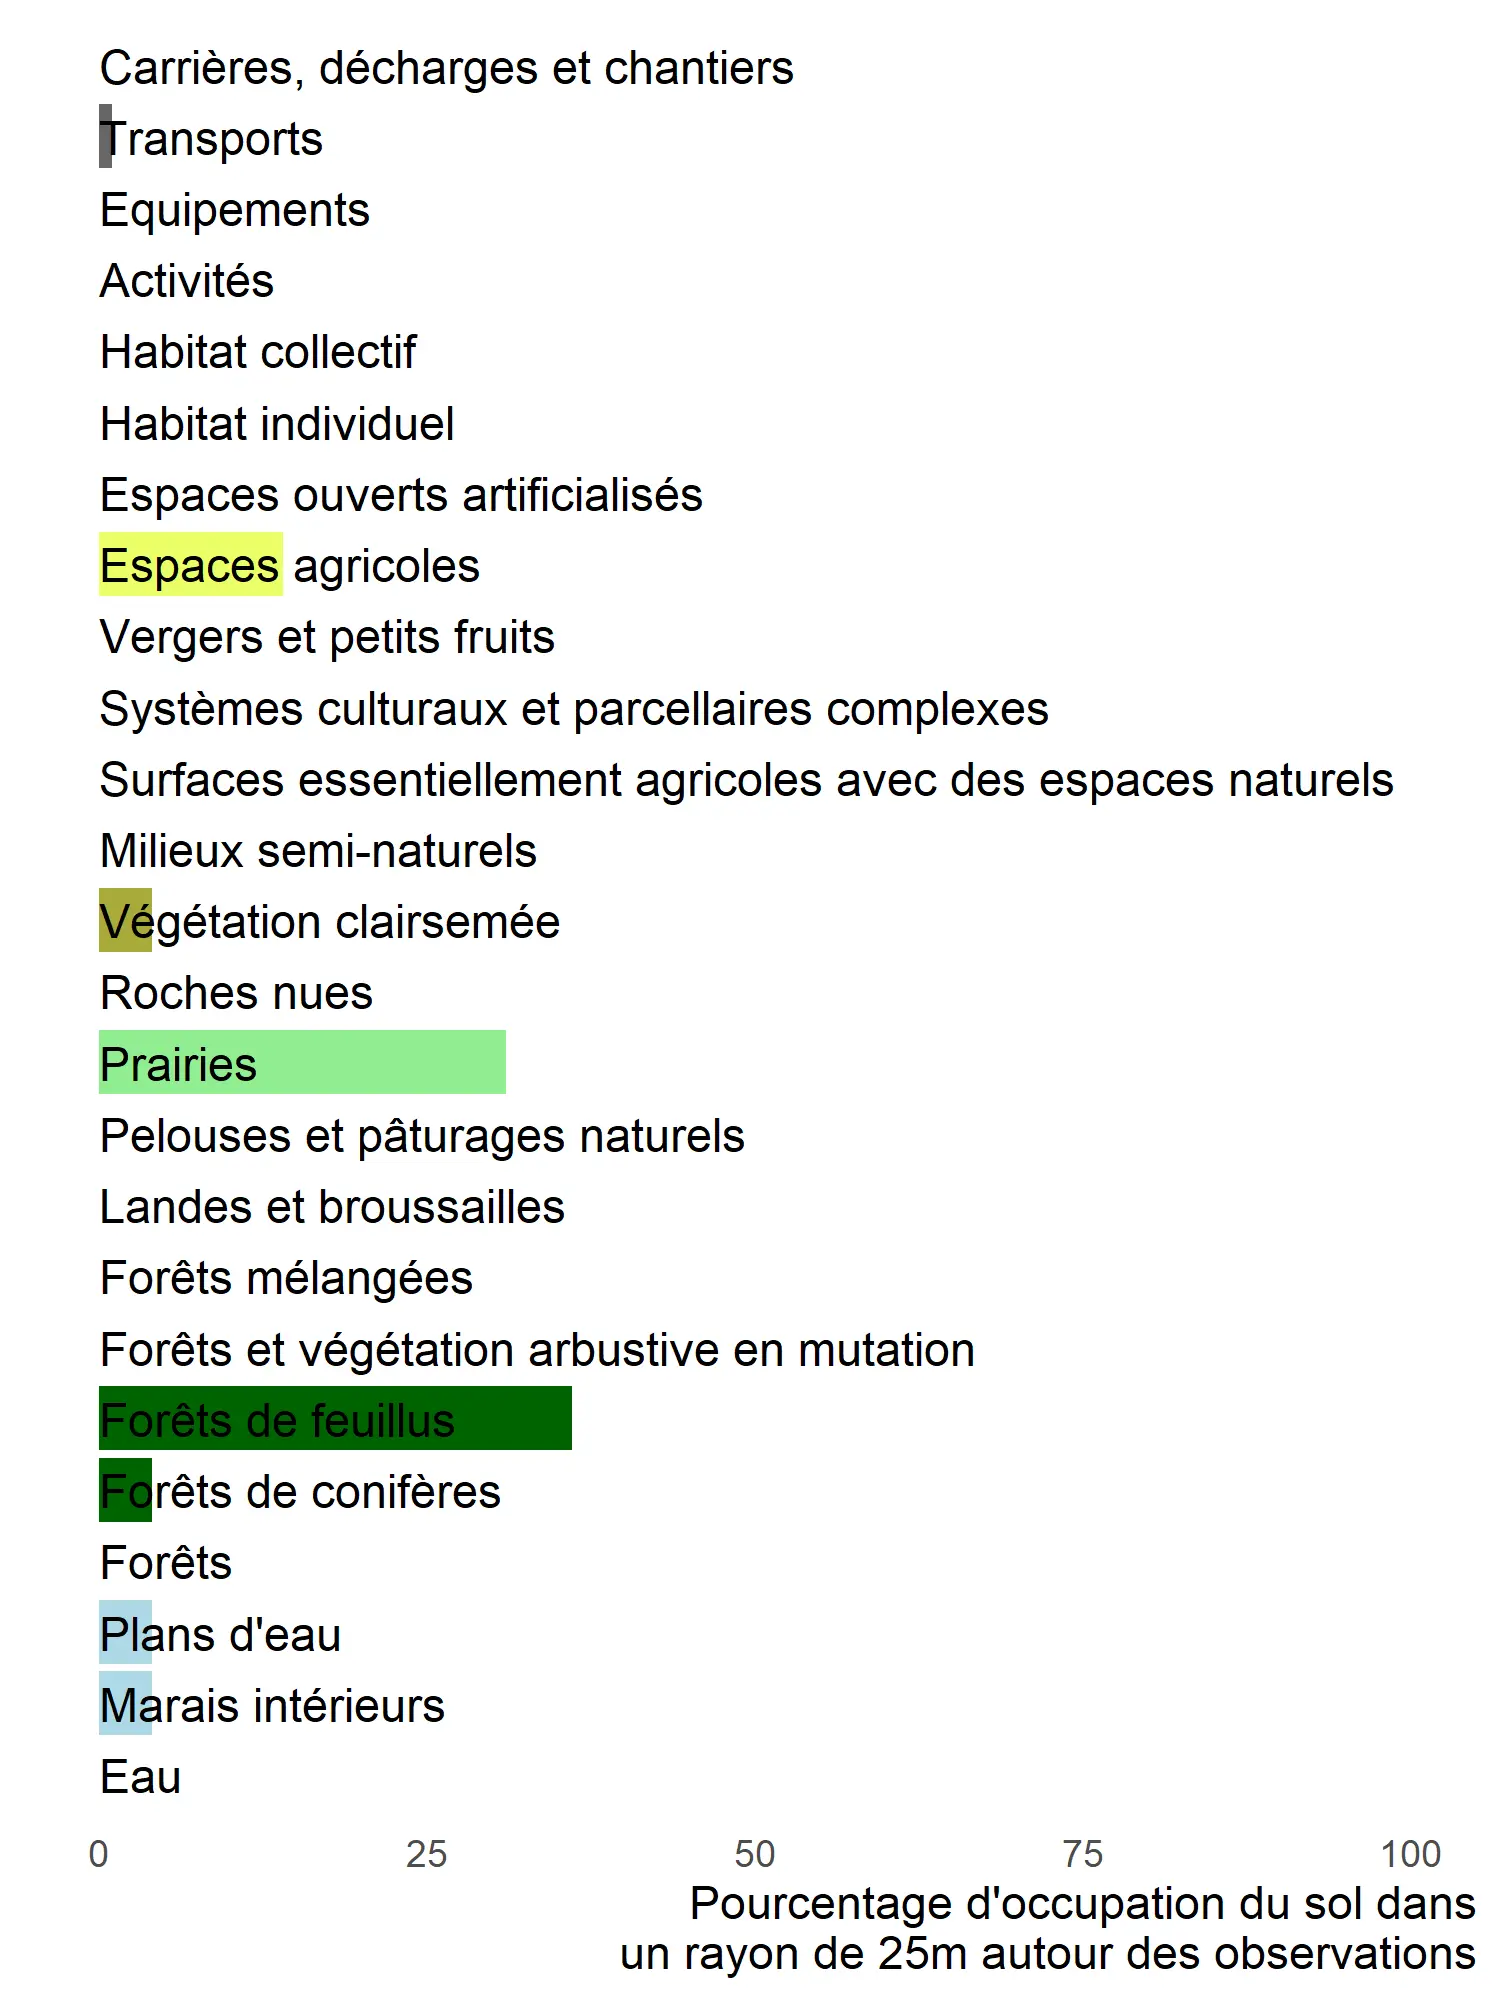 Carrières, décharges et chantiers
Transports
Equipements
Activités
Habitat collectif
Habitat individuel
Espaces ouverts artificialisés
Espaces agricoles
Vergers et petits fruits
Systèmes culturaux et parcellaires complexes
Surfaces essentiellement agricoles avec des espaces naturels
Milieux semi-naturels
Végétation clairsemée
Roches nues
Prairies
Pelouses et pâturages naturels
Landes et broussailles
Forêts mélangées
Forêts et végétation arbustive en mutation
Forêts de feuillus
Forêts de conifères
Forêts
Plans d'eau
Marais intérieurs
Eau
0 25 50 75 100
Pourcentage d'occupation du sol dans
un rayon de 25m autour des observations